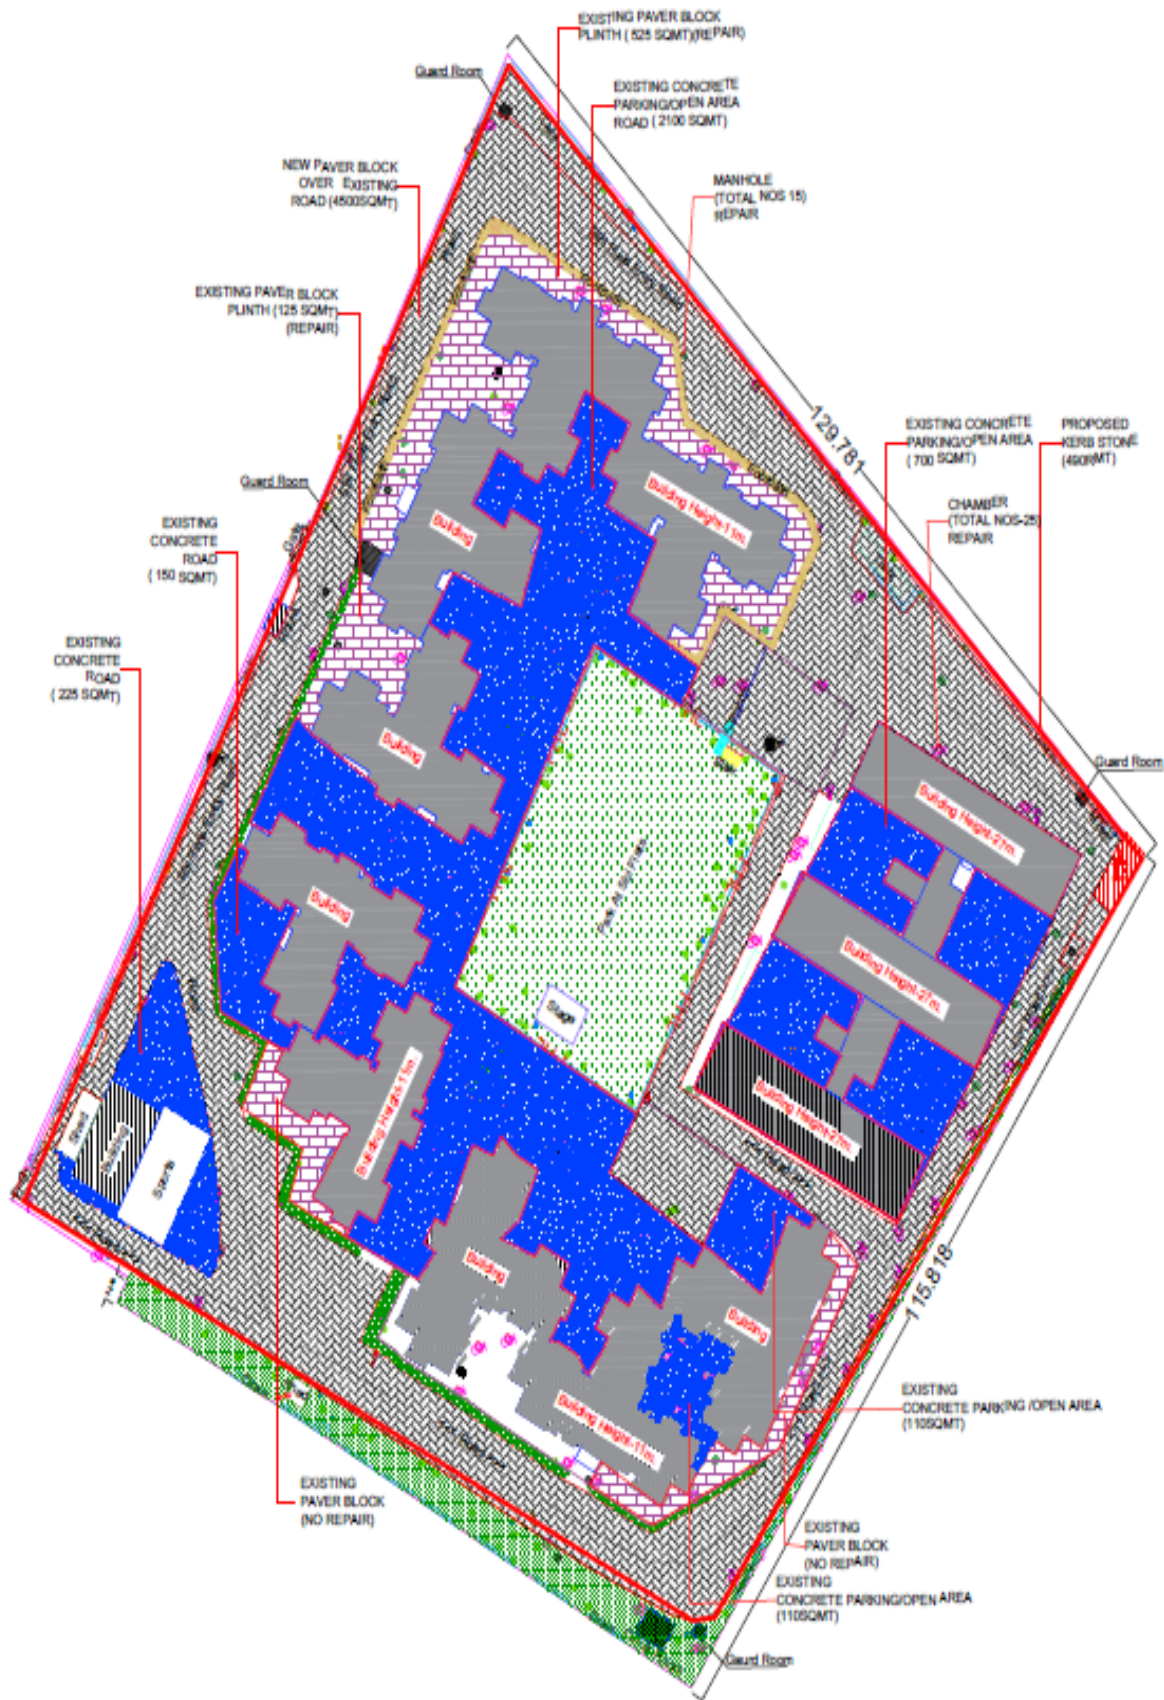 EXISTING PAVER BLOCK
PLINTH ( 525 SQMT)(REPAIR)
Guard Room
EXISTING CONCRETE
PARKING/OPEN AREA
ROAD ( 2100 SQMT)
NEW PAVER BLOCK
OVER EXISTING
ROAD (4500SQMT)
MANHOLE
(TOTAL NOS 15)
REPAIR
EXISTING PAVER BLOCK
PLINTH (125 SQMT)
(REPAIR)
129.781
EXISTING CONCRETE
PARKING/OPEN AREA
( 700 SQMT)
PROPOSED
KERB STONE
(490RMT)
Guard Room
Building Height-11m.
CHAMBER
(TOTAL NOS-25)
REPAIR
EXISTING
CONCRETE
ROAD
( 150 SQMT)
Building
Gate
EXISTING
CONCRETE
ROAD
( 225 SQMT)
Building
Guard Room
Building Height-27m.
Building
Building Height-27m.
Stage
Building Height-11m.
Building Height-27m.
Shed
Building
Sports
Building
115.818
Building
EXISTING
CONCRETE PARKING /OPEN AREA
(110SQMT)
Building Height-11m.
EXISTING
PAVER BLOCK
(NO REPAIR)
EXISTING
PAVER BLOCK
(NO REPAIR)
EXISTING
CONCRETE PARKING/OPEN AREA
(110SQMT)
Gaurd Room